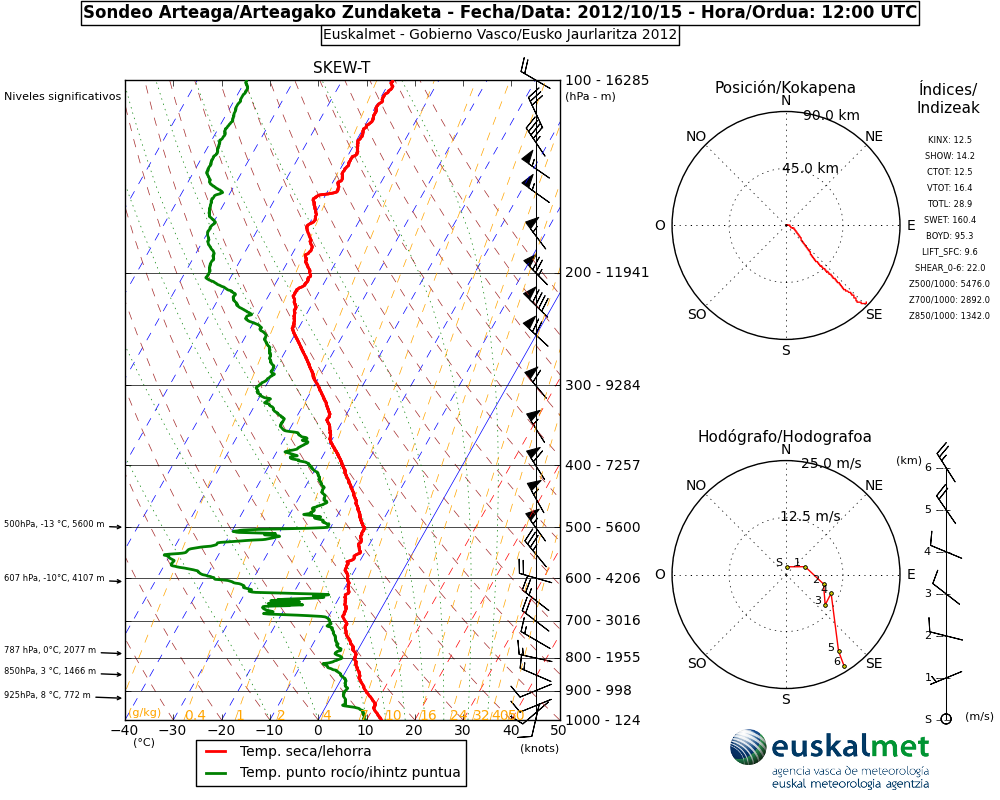 Sondeo Arteaga/Arteagako Zundaketa - Fecha/Data: 2012/10/15 - Hora/Ordua: 12:00 UTC
Euskalmet - Gobierno Vasco/Eusko Jaurlaritza 2012
SKEW-T
Niveles significativos
500hPa, -13 °C, 5600 m
607 hPa, -10°C, 4107 m
787 hPa, 0°C, 2077 m
850hPa, 3 °C, 1466 m
925hPa, 8 °C, 772 m
100 - 16285
(hPa - m)
200 - 11941
300 - 9284
400 - 7257
500 - 5600
600 - 4206
700 - 3016
800 - 1955
900 - 998
1000 - 124
(g/kg) 0.4 1 2 4 7 10 16 24 32 40 50
−40 −30 −20 −10 0 10 20 30 40 50
(°C)
(knots)
Temp. seca/lehorra
Temp. punto rocío/ihintz puntua
Posición/Kokapena
N
90.0 km
NO
NE
45.0 km
O
E
SO
SE
S
Índices/
Indizeak
KINX: 12.5
SHOW: 14.2
CTOT: 12.5
VTOT: 16.4
TOTL: 28.9
SWET: 160.4
BOYD: 95.3
LIFT_SFC: 9.6
SHEAR_0-6: 22.0
Z500/1000: 5476.0
Z700/1000: 2892.0
Z850/1000: 1342.0
Hodógrafo/Hodografoa
N
25.0 m/s
NO
NE
12.5 m/s
S 1
2
4
3
5
6
O
E
SO
SE
S
(km)
6
5
4
3
2
1
S
(m/s)
euskalmet
agencia vasca de meteorología
euskal meteorologia agentzia